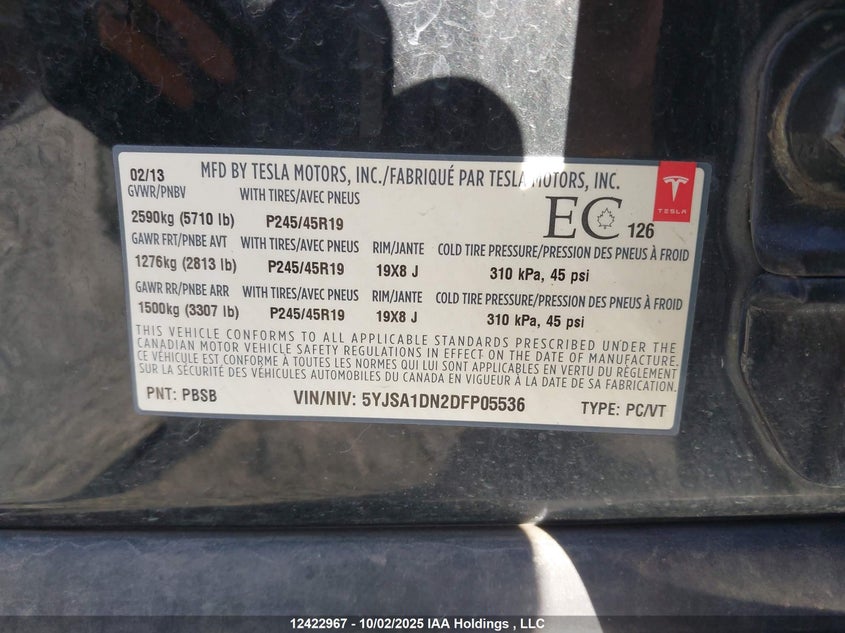 02/13 MFD BY TESLA MOTORS, INC./FABRIQUÉ PAR TESLA MOTORS, INC.
GVWR/PNBV WITH TIRES/AVEC PNEUS
2590kg (5710 lb) P245/45R19 EC 126
TESLA
GAWR FRT/PNBE AVT WITH TIRES/AVEC PNEUS RIM/JANTE COLD TIRE PRESSURE/PRESSION DES PNEUS À FROID
1276kg (2813 lb) P245/45R19 19X8 J 310 kPa, 45 psi
GAWR RR/PNBE ARR WITH TIRES/AVEC PNEUS RIM/JANTE COLD TIRE PRESSURE/PRESSION DES PNEUS À FROID
1500kg (3307 lb) P245/45R19 19X8 J 310 kPa, 45 psi
THIS VEHICLE CONFORMS TO ALL APPLICABLE STANDARDS PRESCRIBED UNDER THE
CANADIAN MOTOR VEHICLE SAFETY REGULATIONS IN EFFECT ON THE DATE OF MANUFACTURE.
CE VÉHICULE EST CONFORME À TOUTES LES NORMES QUI LUI SONT APPLICABLES EN VERTU DU RÈGLEMENT
SUR LA SÉCURITÉ DES VÉHICULES AUTOMOBILES DU CANADA EN VIGUEUR À LA DATE DE SA FABRICATION
PNT: PBSB VIN/NIV: 5YJSA1DN2DFP05536 TYPE: PC/VT
12422967 - 10/02/2025 IAA Holdings , LLC